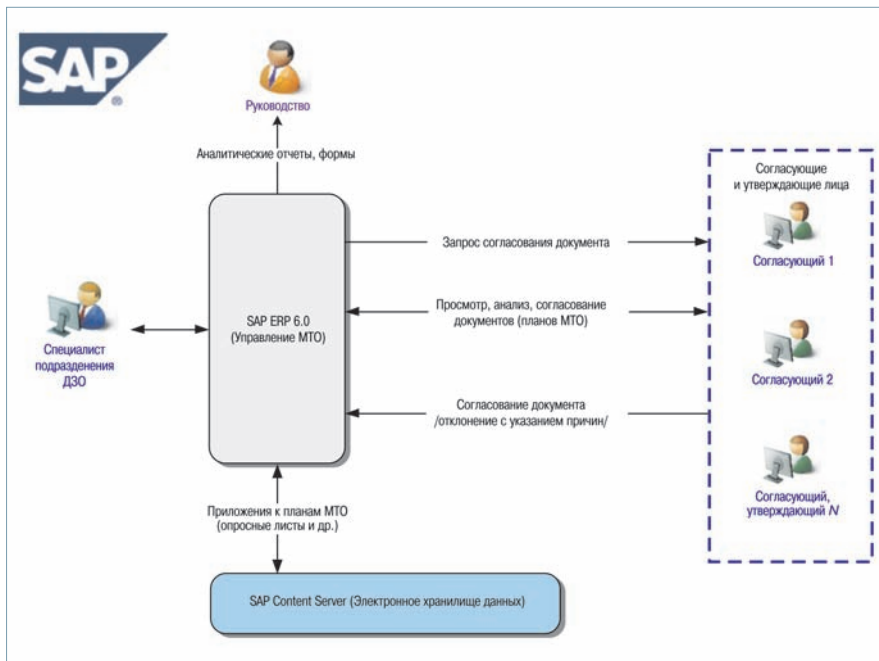 SAP
®
Руководство
Аналитические отчеты, формы
Согласующие
и утверждающие лица
Запрос согласования документа
Согласующий 1
SAP ERP 6.0
(Управление МТО)
Просмотр, анализ, согласование
документов (планов МТО)
Специалист
подразденения
ДЗО
Согласующий 2
Согласование документа
/отклонение с указанием причин/
Согласующий,
утверждающий N
Приложения к планам МТО
(опросные листы и др.)
SAP Content Server (Электронное хранилище данных)